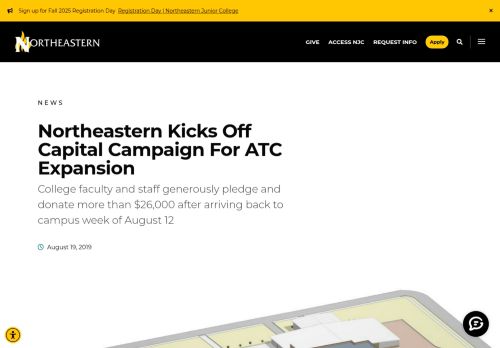 Sign up for Fall 2025 Registration Day Registration Day | Northeastern Junior College ×
NORTHEASTERN
GIVE ACCESS NJC REQUEST INFO Apply
NEWS
Northeastern Kicks Off
Capital Campaign For ATC
Expansion
College faculty and staff generously pledge and
donate more than $26,000 after arriving back to
campus week of August 12
August 19, 2019